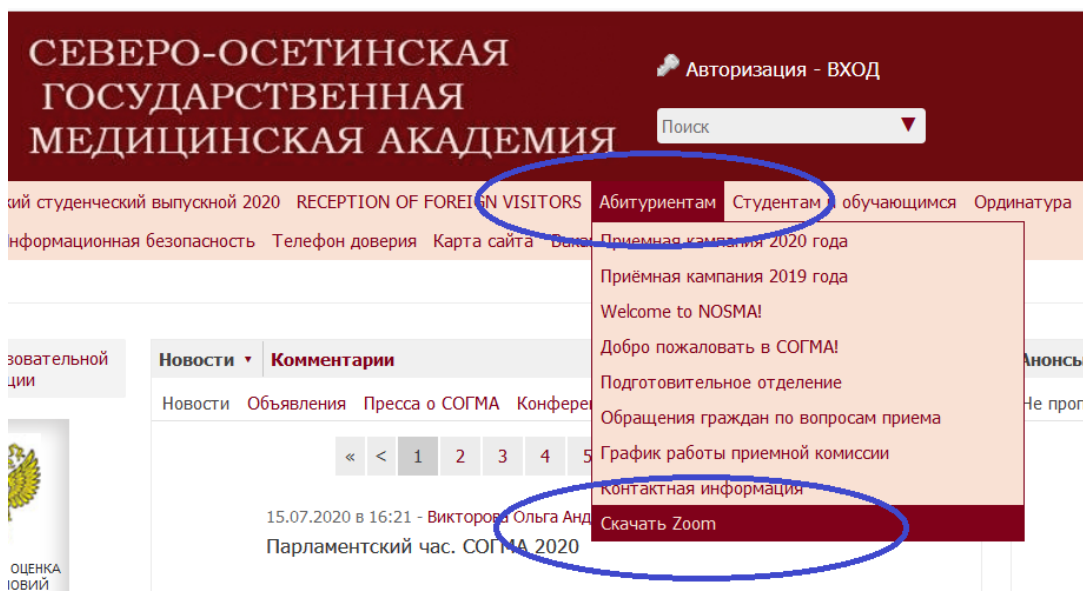 СЕВЕРО-ОСЕТИНСКАЯ
ГОСУДАРСТВЕННАЯ
МЕДИЦИНСКАЯ АКАДЕМИЯ
Авторизация - ВХОД
Поиск
студенческий выпускной 2020 RECEPTION OF FOREIGN VISITORS Абитуриентам Студентам и обучающимся Ординатура
Информационная безопасность Телефон доверия Карта сайта
Приемная кампания 2020 года
Приёмная кампания 2019 года
Welcome to NOSMA!
Добро пожаловать в СОГМА!
Подготовительное отделение
Обращения граждан по вопросам приема
График работы приемной комиссии
Контактная информация
Скачать Zoom
Новости Комментарии
Новости Объявления Пресса о СОГМА
« < 1 2 3 4 5
15.07.2020 в 16:21 - Викторова Ольга
Парламентский час. СОГМА 2020
Анонсы
Не
ОЦЕНКА